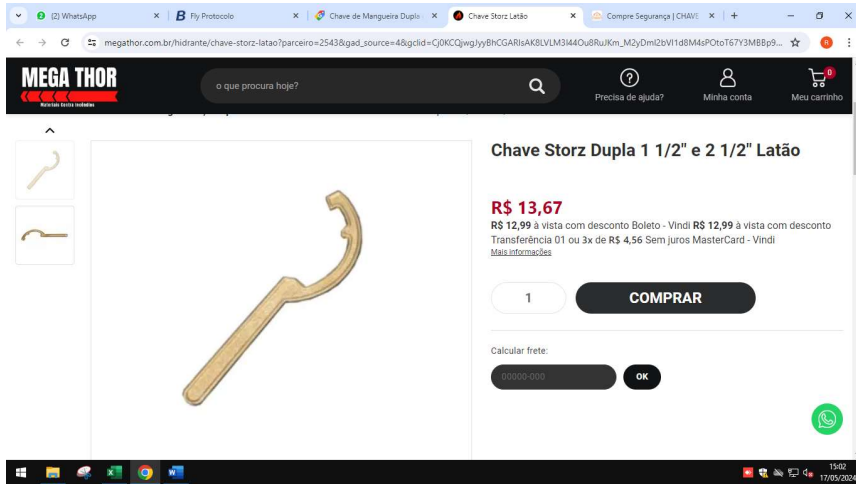 (2) WhatsApp
Fly Protocolo
Chave de Mangueira Dupla
Chave Storz Latão
Compre Segurança | CHAVE
megathor.com.br/hidrante/chave-storz-latao?parceiro=2543&gad_source=4&gclid=
MEGA THOR
Materiais Contra Incêndios
o que procura hoje?
Precisa de ajuda?
Minha conta
0
Meu carrinho
Chave Storz Dupla 1 1/2" e 2 1/2" Latão
R$ 13,67
R$ 12,99 à vista com desconto Boleto - Vindi R$ 12,99 à vista com desconto
Transferência 01 ou 3x de R$ 4,56 Sem juros MasterCard - Vindi
Mais informações
1
COMPRAR
Calcular frete:
00000-000
OK
15:02
17/05/2024